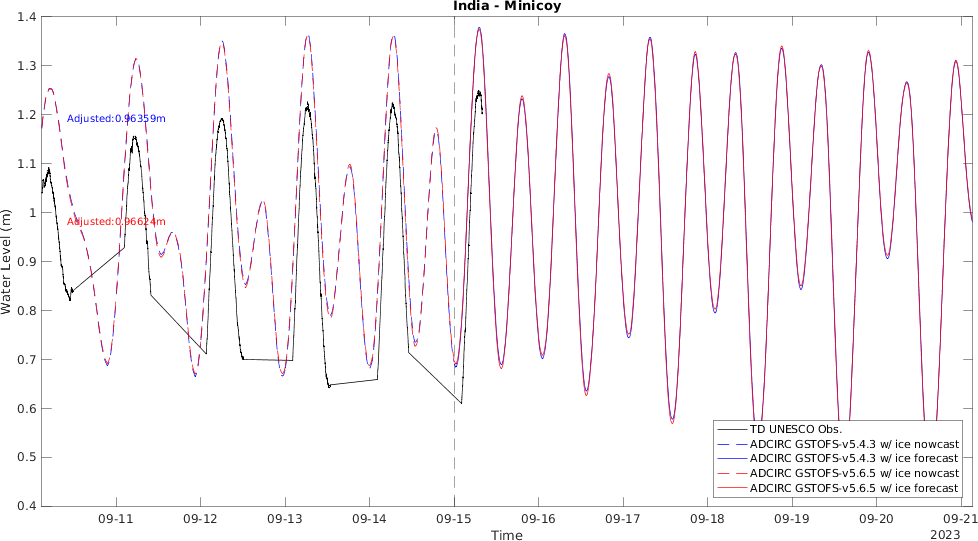 India - Minicoy
1.4
1.3
1.2
1.1
1
0.9
0.8
0.7
0.6
0.5
0.4
Water Level (m)
Adjusted:0.96359m
Adjusted:0.96624m
TD UNESCO Obs.
ADCIRC GSTOFS-v5.4.3 w/ ice nowcast
ADCIRC GSTOFS-v5.4.3 w/ ice forecast
ADCIRC GSTOFS-v5.6.5 w/ ice nowcast
ADCIRC GSTOFS-v5.6.5 w/ ice forecast
09-11 09-12 09-13 09-14 09-15 09-16 09-17 09-18 09-19 09-20 09-21
Time
2023